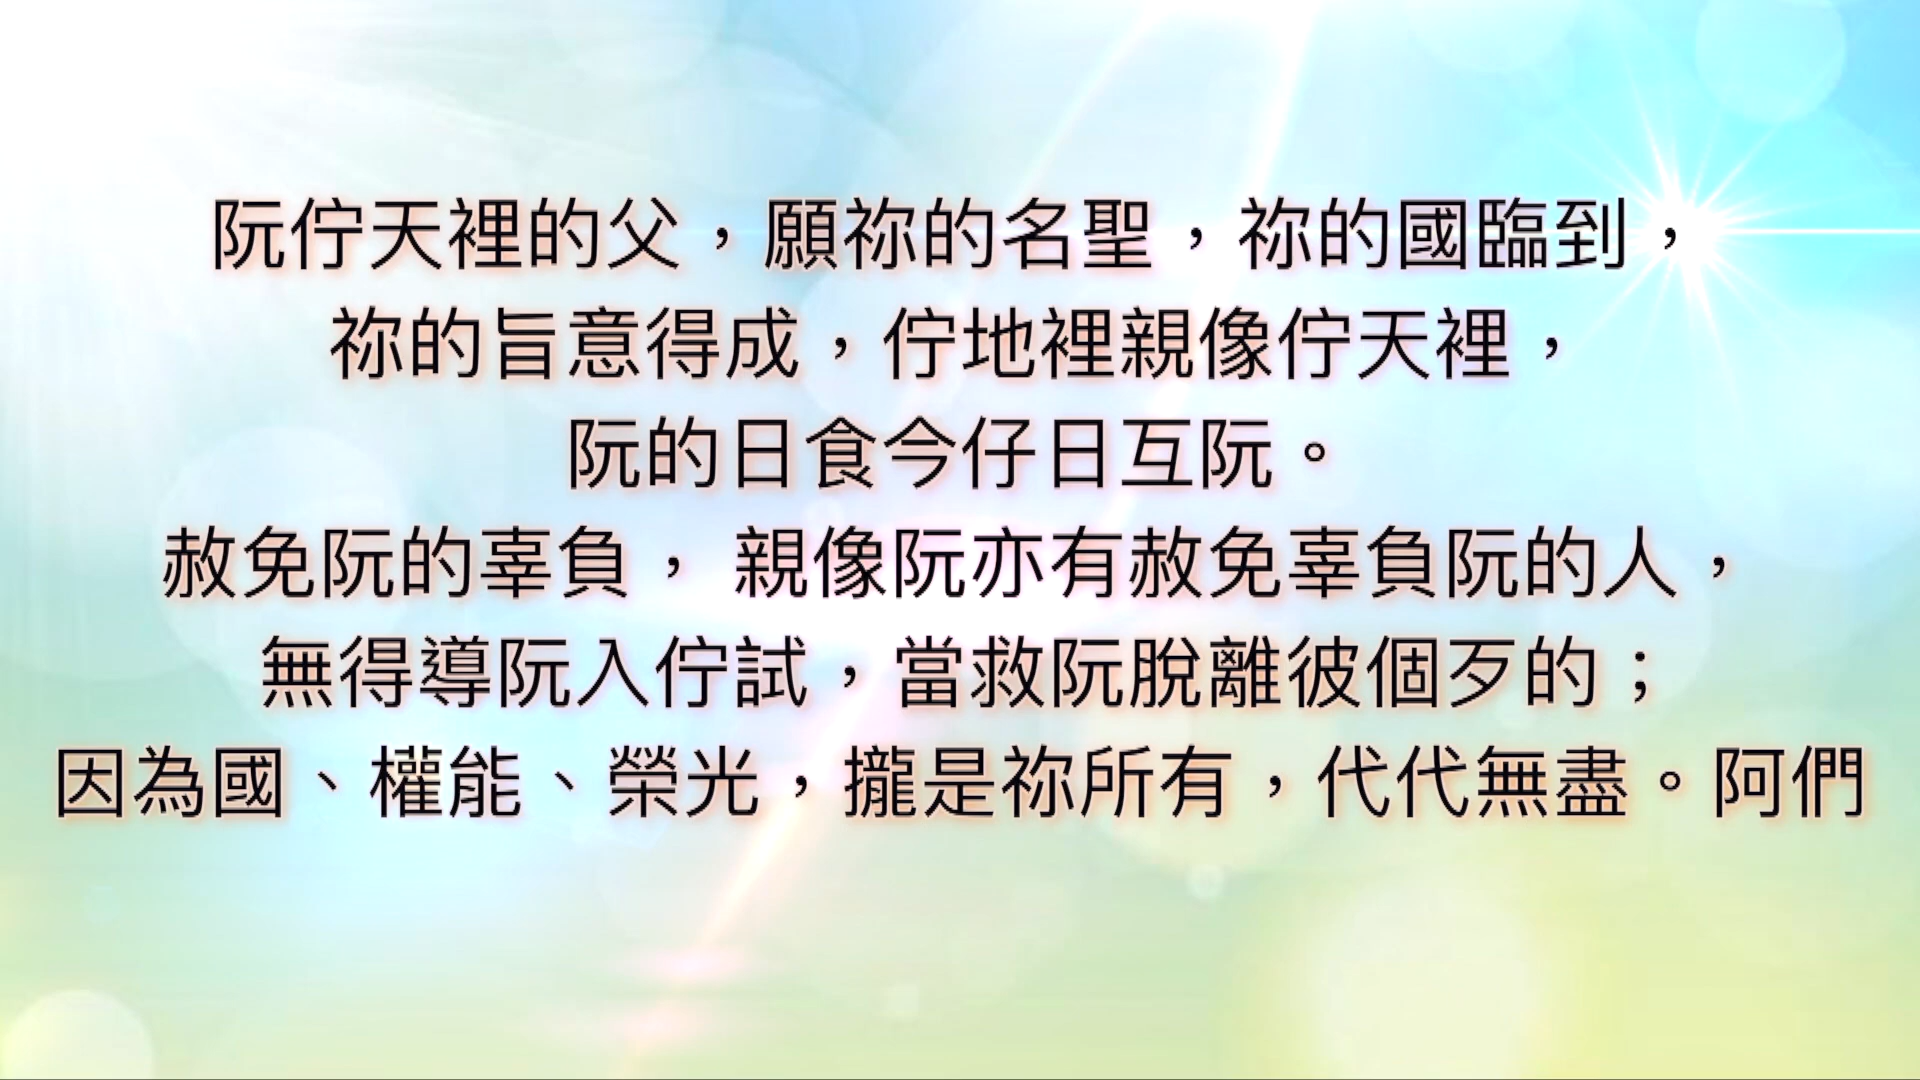 阮佇天裡的父，願祢的名聖，祢的國臨到，
祢的旨意得成，佇地裡親像佇天裡，
阮的日食今仔日互阮。
赦免阮的辜負， 親像阮亦有赦免辜負阮的人，
無得導阮入佇試，當救阮脫離彼個歹的；
因為國、權能、榮光，攏是祢所有，代代無盡。阿們